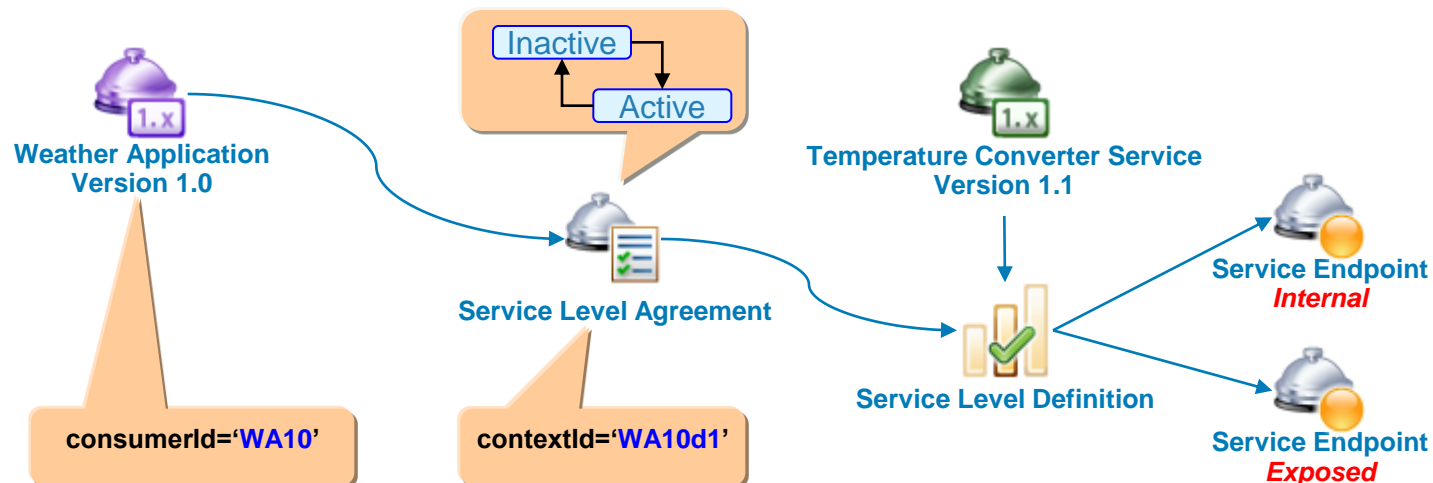 Inactive
Active
1.x
Weather Application
Version 1.0
1.x
Temperature Converter Service
Version 1.1
Service Level Agreement
Service Endpoint
Internal
Service Level Definition
Service Endpoint
Exposed
consumerId=‘WA10’
contextId=‘WA10d1’